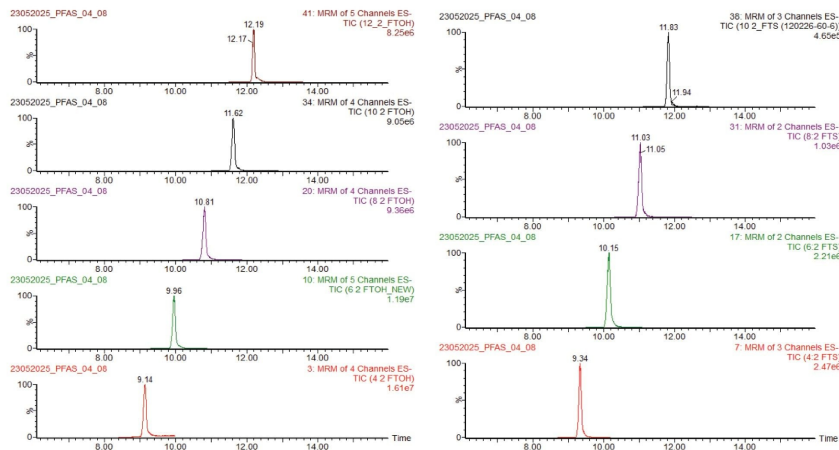 23052025_PFAS_04_08
41: MRM of 5 Channels ES-
TIC (12_2_FTOH)
8.25e6
100
%
0
12.19
12.17
8.00 10.00 12.00 14.00
23052025_PFAS_04_08
34: MRM of 4 Channels ES-
TIC (10 2 FTOH)
9.05e6
100
%
0
11.62
8.00 10.00 12.00 14.00
23052025_PFAS_04_08
20: MRM of 4 Channels ES-
TIC (8 2 FTOH)
9.36e6
100
%
0
10.81
8.00 10.00 12.00 14.00
23052025_PFAS_04_08
10: MRM of 5 Channels ES-
TIC (6 2 FTOH_NEW)
1.19e7
100
%
0
9.96
8.00 10.00 12.00 14.00
23052025_PFAS_04_08
3: MRM of 4 Channels ES-
TIC (4 2 FTOH)
1.61e7
100
%
0
9.14
8.00 10.00 12.00 14.00
Time
23052025_PFAS_04_08
38: MRM of 3 Channels ES-
TIC (10 2_FTS (120226-60-6)
4.65e5
100
%
0
11.83
11.94
8.00 10.00 12.00 14.00
23052025_PFAS_04_08
31: MRM of 2 Channels ES-
TIC (8:2 FTS)
1.03e6
100
%
0
11.03
11.05
8.00 10.00 12.00 14.00
23052025_PFAS_04_08
17: MRM of 2 Channels ES-
TIC (6:2 FTS)
2.21e6
100
%
0
10.15
8.00 10.00 12.00 14.00
23052025_PFAS_04_08
7: MRM of 3 Channels ES-
TIC (4:2 FTS)
2.47e6
100
%
0
9.34
8.00 10.00 12.00 14.00
Time